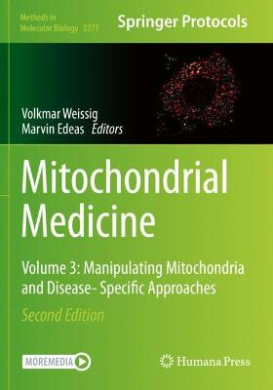 Methods in
Molecular Biology 2277
Springer Protocols
Volkmar Weissig
Marvin Edeas Editors
Mitochondrial
Medicine
Volume 3: Manipulating Mitochondria
and Disease- Specific Approaches
Second Edition
MOREMEDIA
Humana Press